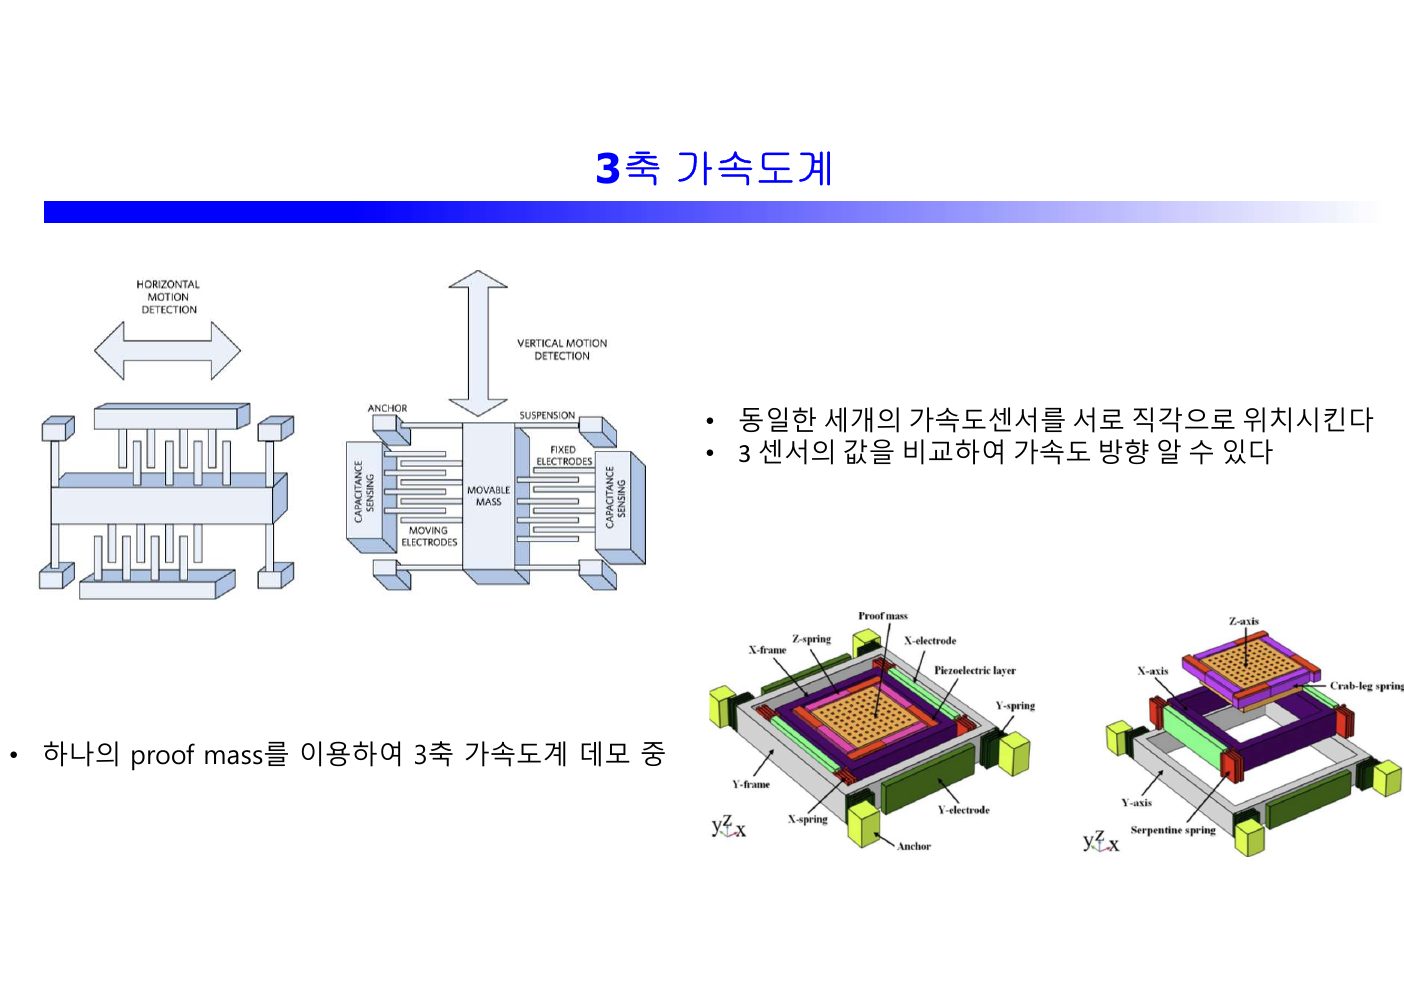 3축 가속도계
HORIZONTAL
MOTION
DETECTION
VERTICAL MOTION
DETECTION
ANCHOR
SUSPENSION
FIXED
ELECTRODES
CAPACITANCE
SENSING
MOVABLE
MASS
MOVING
ELECTRODES
CAPACITANCE
SENSING
• 동일한 세개의 가속도센서를 서로 직각으로 위치시킨다
• 3 센서의 값을 비교하여 가속도 방향 알 수 있다
• 하나의 proof mass를 이용하여 3축 가속도계 데모 중
Proof mass
Z-spring
X-electrode
X-frame
Piezoelectric layer
Y-spring
Y-frame
X-spring
Y-electrode
Anchor
y z x
Z-axis
X-axis
Crab-leg spring
Y-axis
Serpentine spring
y z x